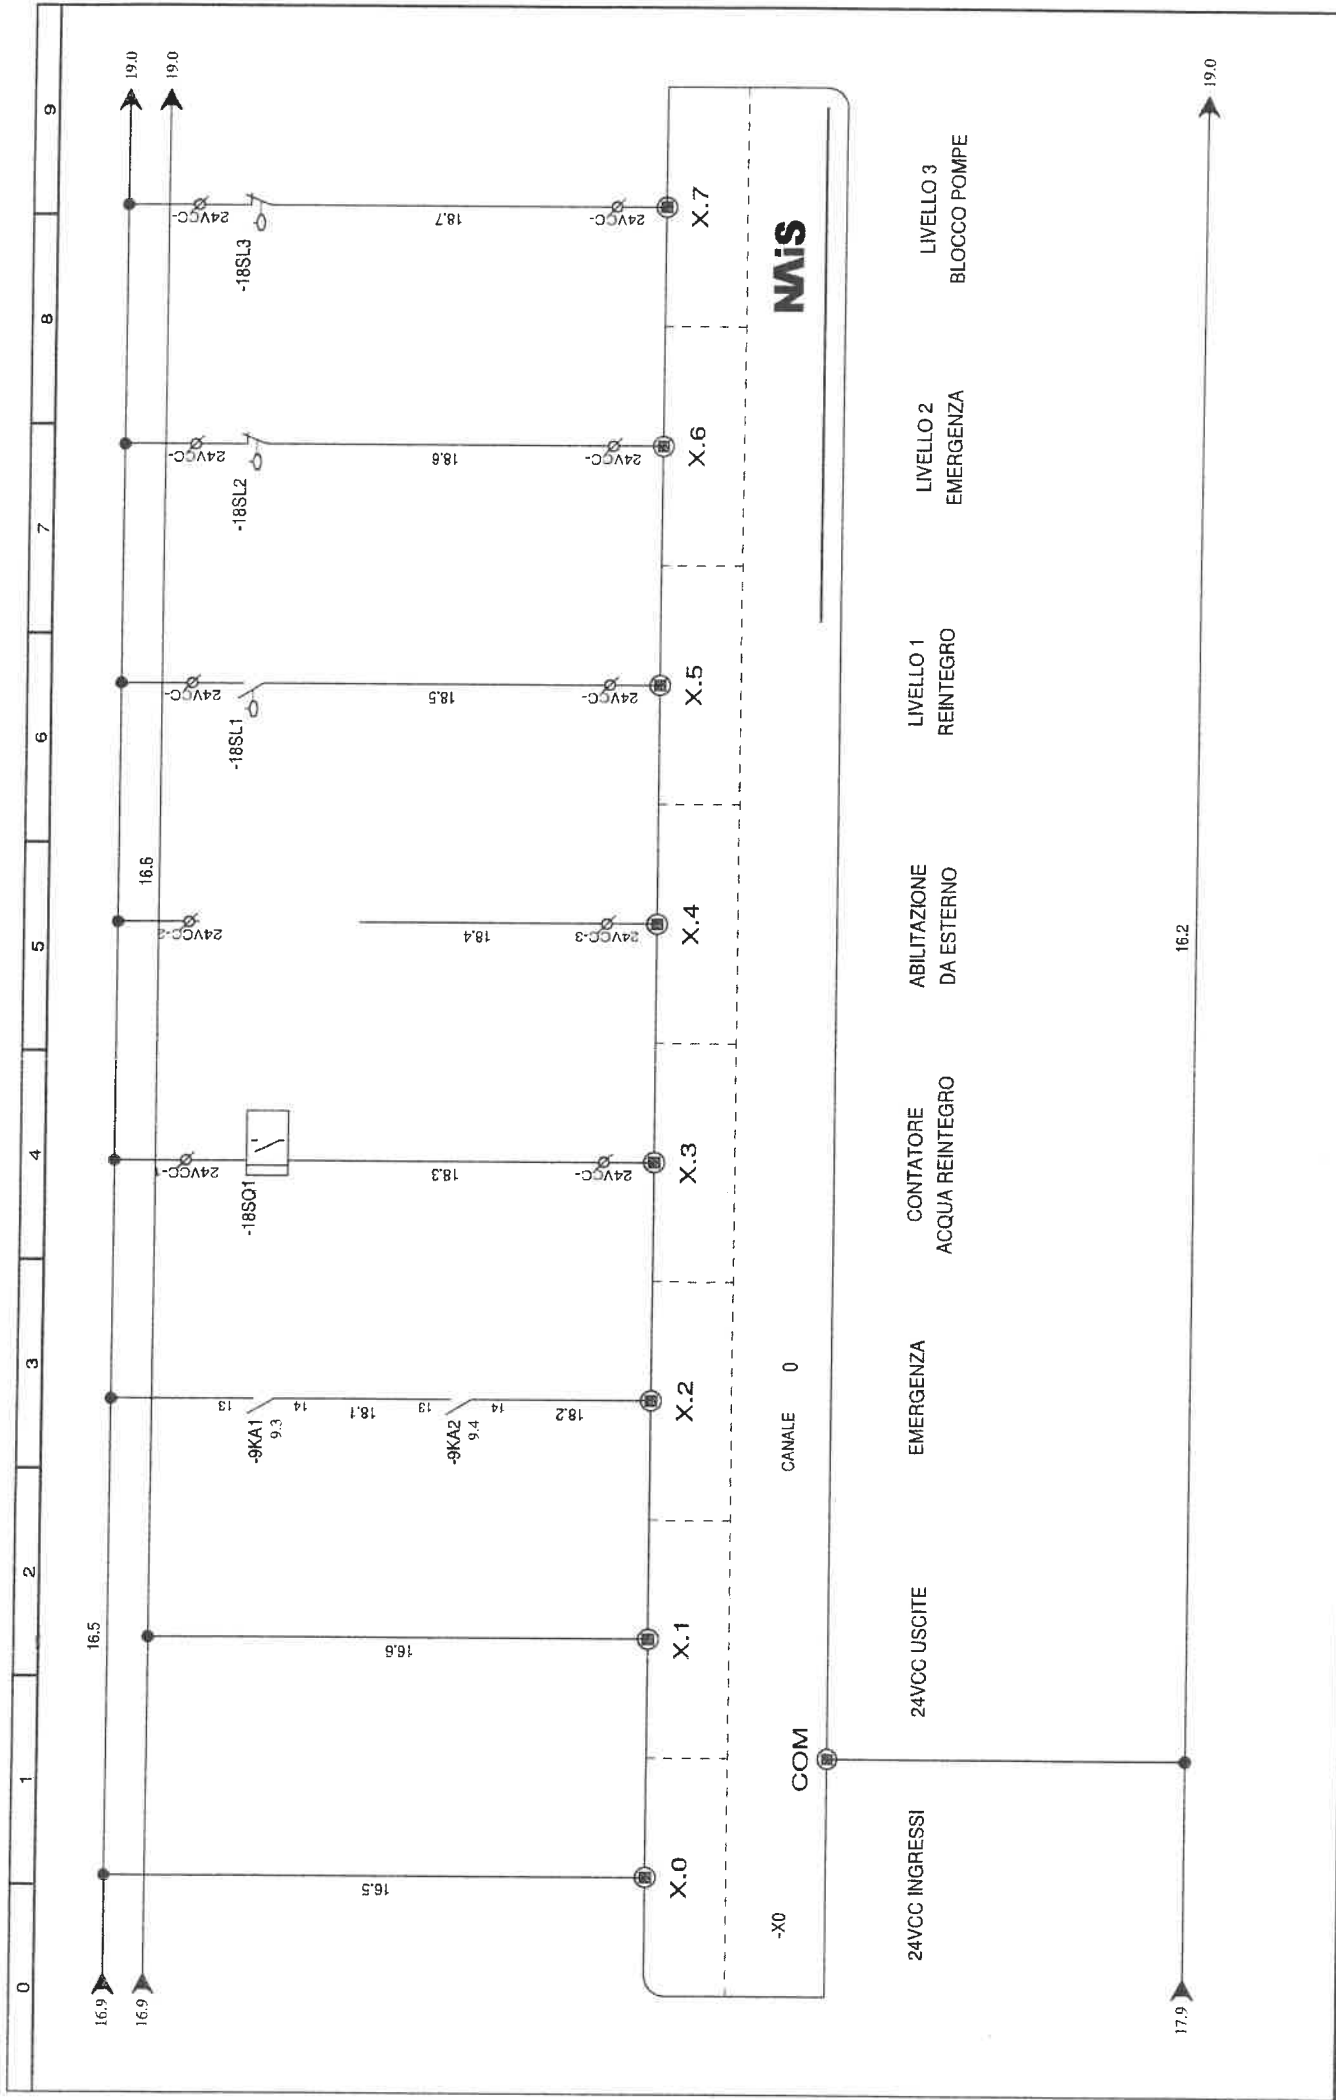 0 1 2 3 4 5 6 7 8 9
16.9
16.5
19.0
16.9
16.6
19.0
24VCC-1
24VCC-2
24VCC-
24VCC-
24VCC-
-9KA1
9.3
13
14
-18SQ1
-18SL1
-18SL2
-18SL3
16.5
16.6
18.1
18.3
18.4
18.5
18.6
18.7
-9KA2
9.4
13
14
18.2
24VCC-
24VCC-3
24VCC-
24VCC-
24VCC-
X.0 X.1 X.2 X.3 X.4 X.5 X.6 X.7
-X0
CANALE 0
NAiS
COM
24VCC INGRESSI
24VCC USCITE
EMERGENZA
CONTATORE
ACQUA REINTEGRO
ABILITAZIONE
DA ESTERNO
LIVELLO 1
REINTEGRO
LIVELLO 2
EMERGENZA
LIVELLO 3
BLOCCO POMPE
17.9
16.2
19.0